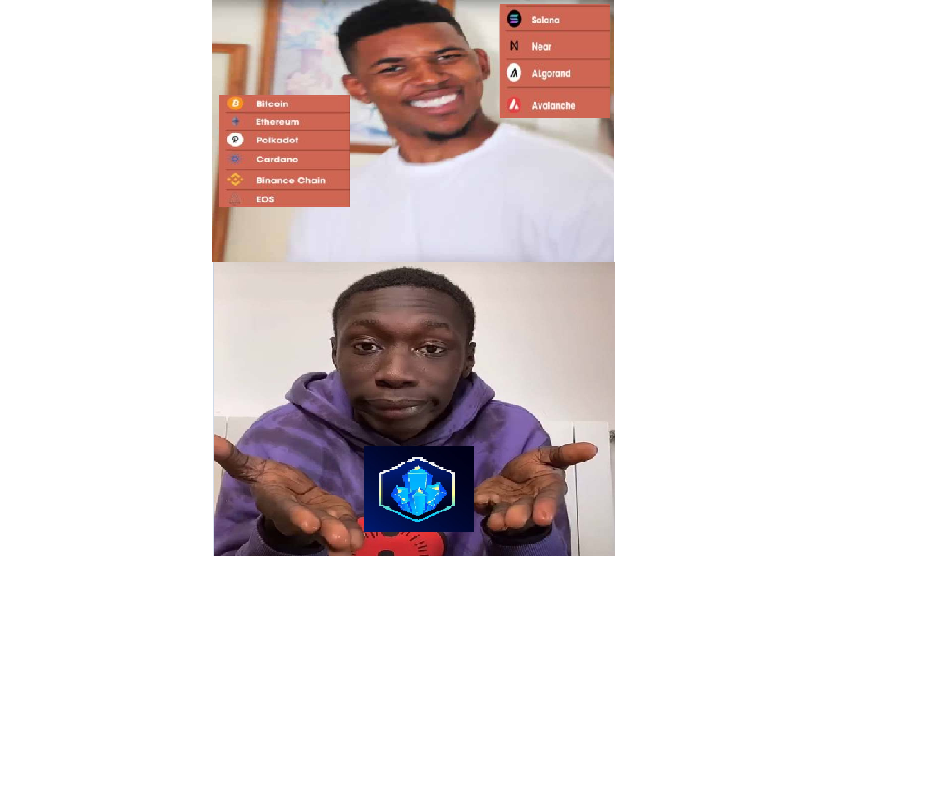 Solana
Near
Algorand
Avalanche
Bitcoin
Ethereum
Polkadot
Cardano
Binance Chain
EOS